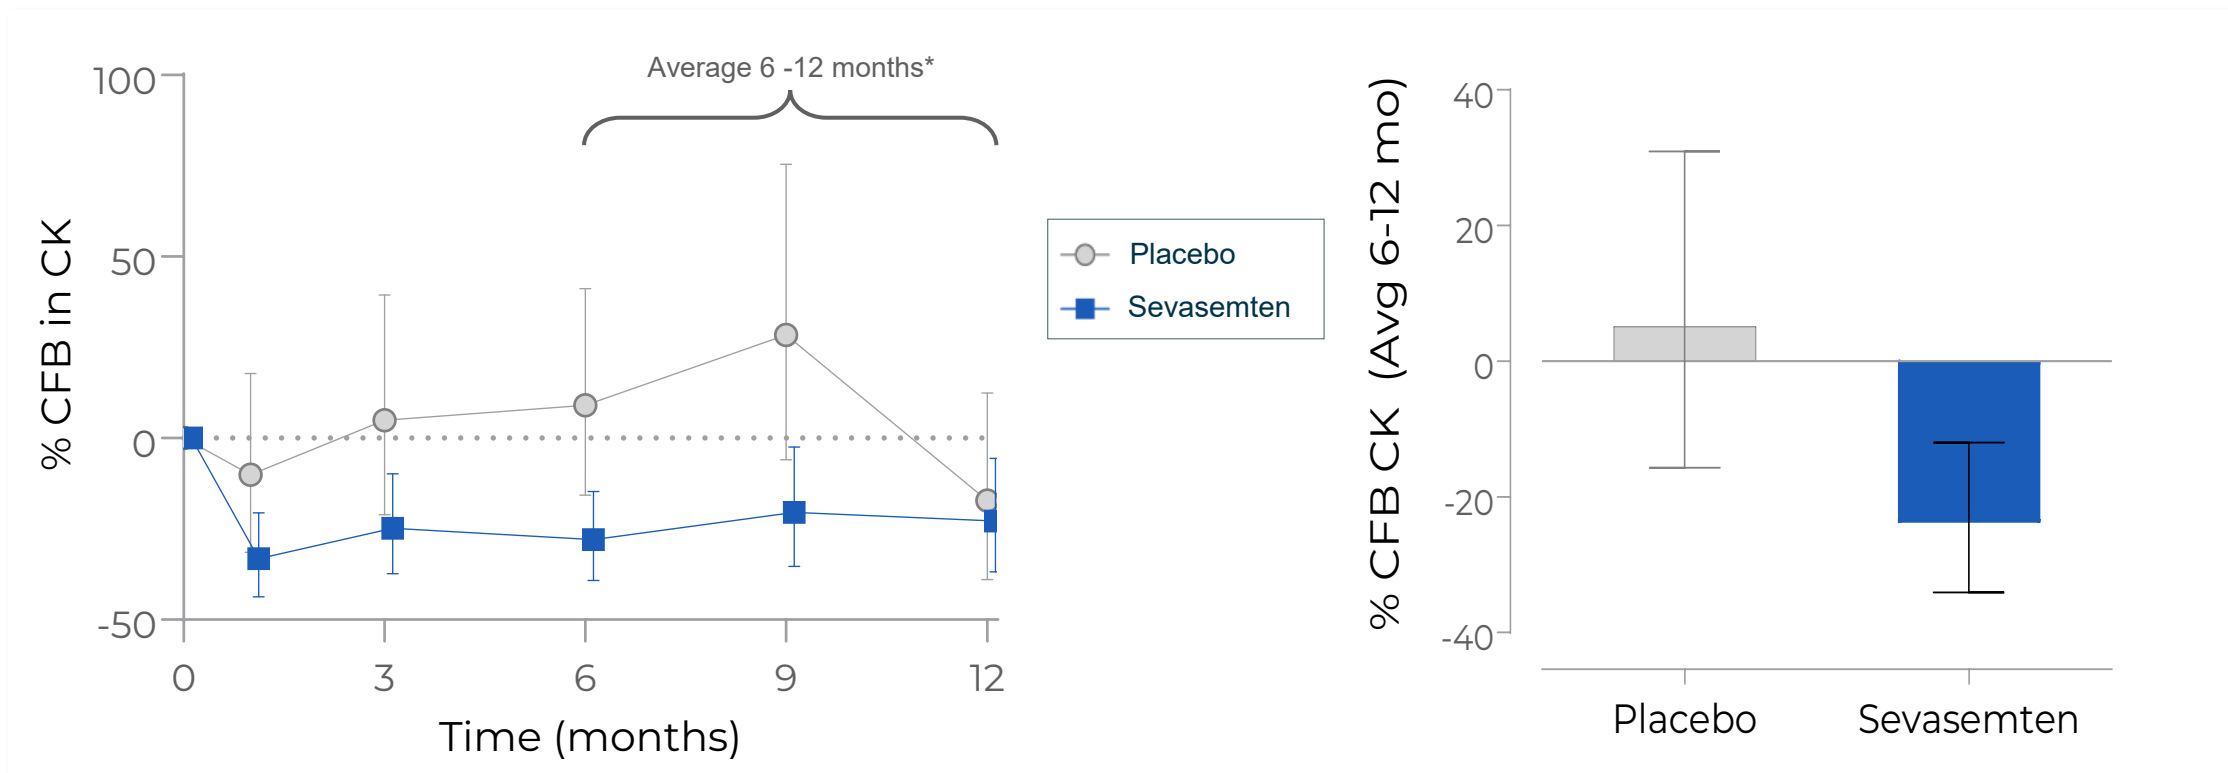 Average 6 -12 months*
% CFB in CK
100
50
0
-50
0
3
6
9
12
Time (months)
Placebo
Sevasemten
% CFB CK (Avg 6-12 mo)
40
20
0
-20
-40
Placebo
Sevasemten